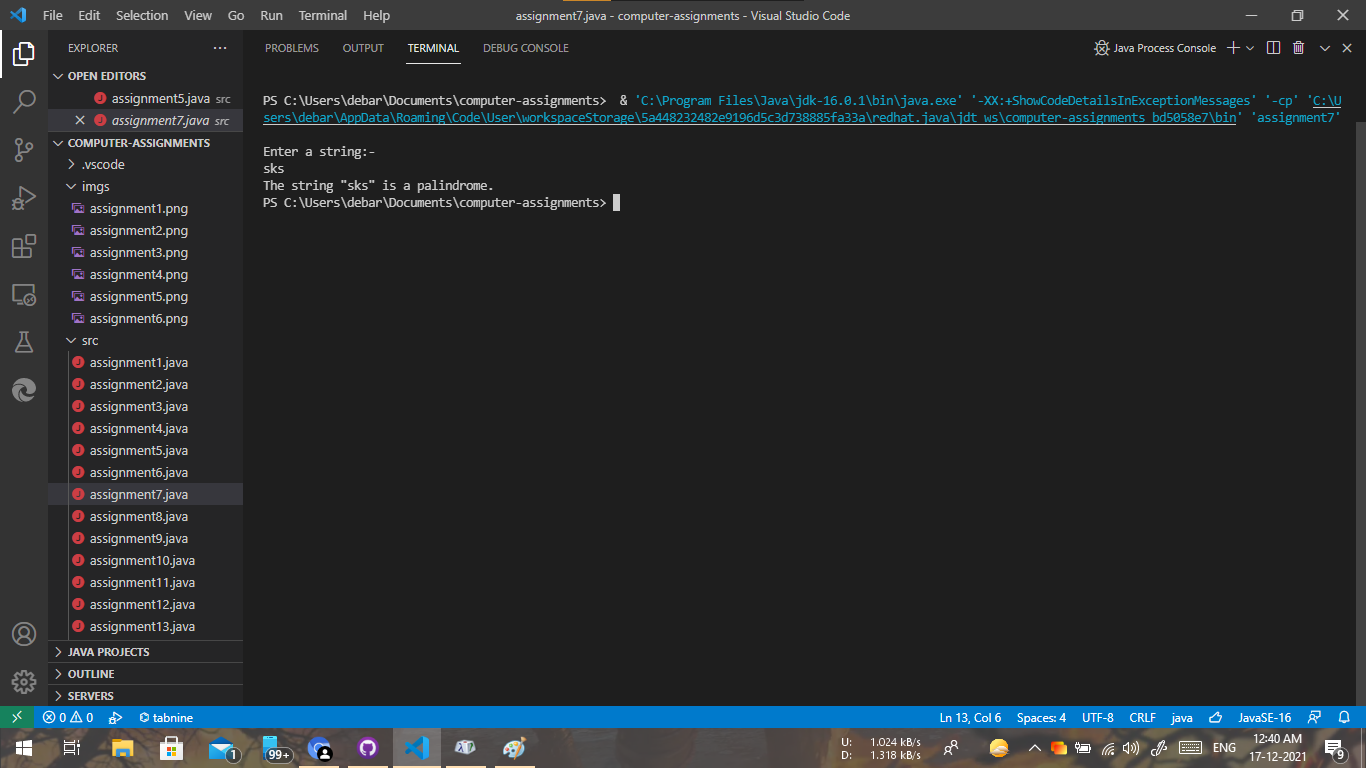 File Edit Selection View Go Run Terminal Help
assignment7.java - computer-assignments - Visual Studio Code
EXPLORER
OPEN EDITORS
assignment5.java src
assignment7.java src
COMPUTER-ASSIGNMENTS
.vscode
imgs
assignment1.png
assignment2.png
assignment3.png
assignment4.png
assignment5.png
assignment6.png
src
assignment1.java
assignment2.java
assignment3.java
assignment4.java
assignment5.java
assignment6.java
assignment7.java
assignment8.java
assignment9.java
assignment10.java
assignment11.java
assignment12.java
assignment13.java
JAVA PROJECTS
OUTLINE
SERVERS
PROBLEMS OUTPUT TERMINAL DEBUG CONSOLE
Java Process Console
PS C:\Users\debar\Documents\computer-assignments>  & 'C:\Program Files\Java\jdk-16.0.1\bin\java.exe' '-XX:+ShowCodeDetailsInExceptionMessages' '-cp' 'C:\U
sers\debar\AppData\Roaming\Code\User\workspaceStorage\5a448232482e9196d5c3d738885fa33a\redhat.java\jdt_ws\computer-assignments_bd5058e7\bin' 'assignment7'
Enter a string:-
sks
The string "sks" is a palindrome.
PS C:\Users\debar\Documents\computer-assignments>
0 0 tabnine
Ln 13, Col 6 Spaces: 4 UTF-8 CRLF java JavaSE-16
1 99+
U: 1.024 kB/s
D: 1.318 kB/s
ENG
12:40 AM
17-12-2021
9